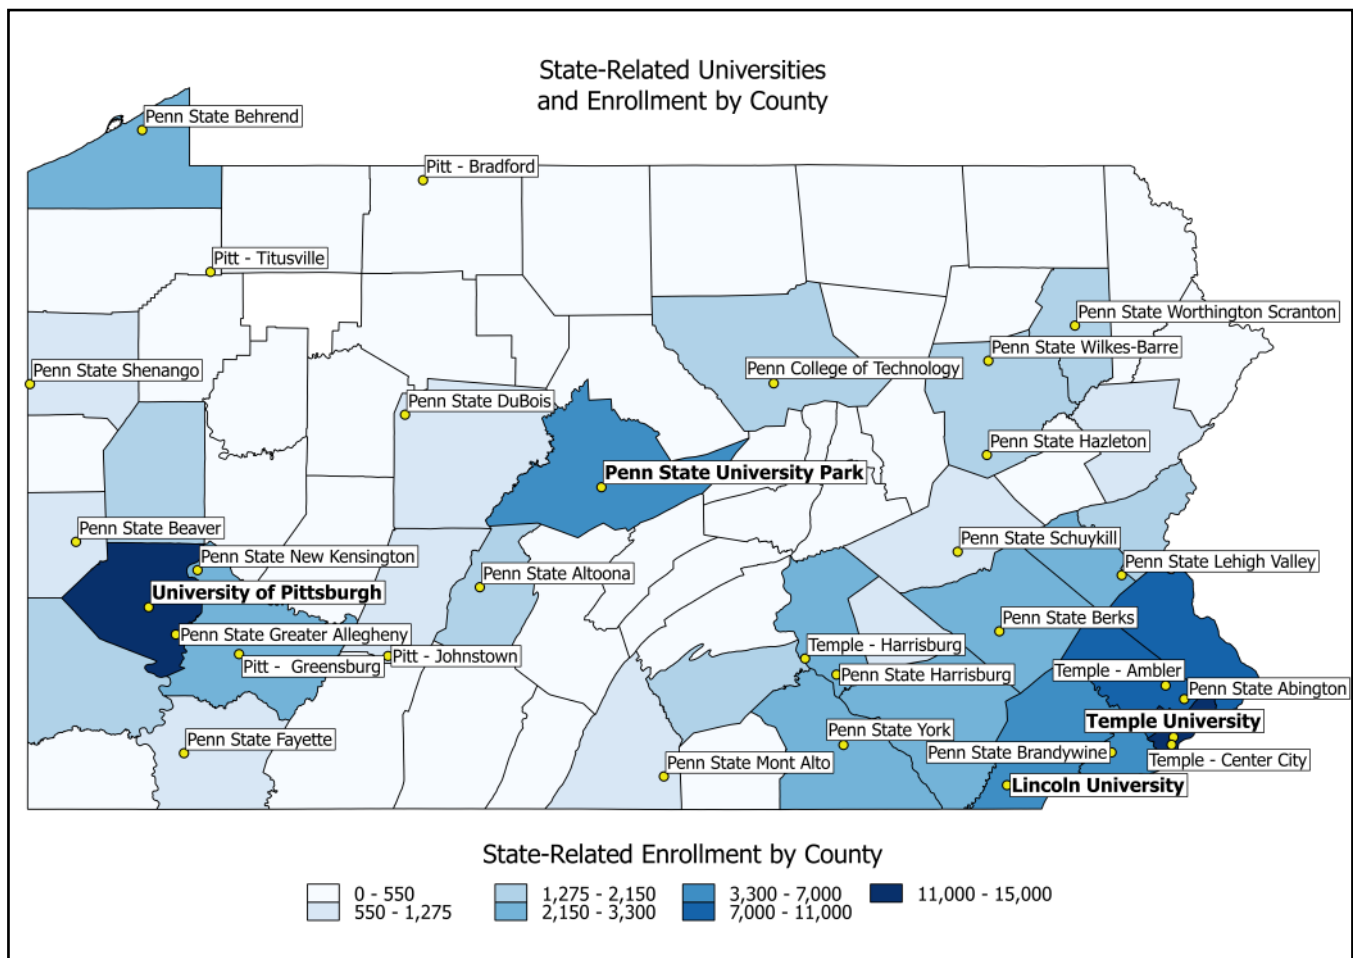 State-Related Universities
and Enrollment by County
Penn State Behrend
Pitt - Bradford
Pitt - Titusville
Penn State Worthington Scranton
Penn State Wilkes-Barre
Penn State Shenango
Penn College of Technology
Penn State DuBois
Penn State Hazleton
Penn State University Park
Penn State Beaver
Penn State Schuykill
Penn State New Kensington
Penn State Lehigh Valley
Penn State Altoona
University of Pittsburgh
Penn State Berks
Penn State Greater Allegheny
Temple - Harrisburg
Pitt - Johnstown
Pitt - Greensburg
Temple - Ambler
Penn State Harrisburg
Penn State Abington
Temple University
Penn State York
Penn State Fayette
Penn State Brandywine
Temple - Center City
Penn State Mont Alto
Lincoln University
State-Related Enrollment by County
0 - 550
1,275 - 2,150
3,300 - 7,000
11,000 - 15,000
550 - 1,275
2,150 - 3,300
7,000 - 11,000